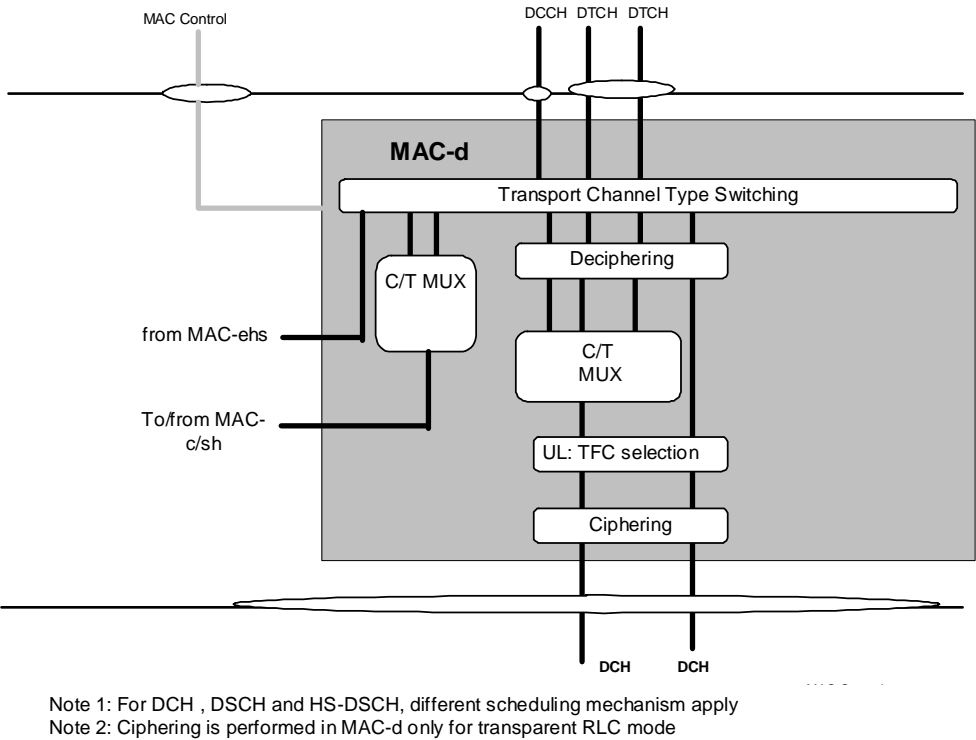 MAC Control
DCCH DTCH DTCH
MAC-d
Transport Channel Type Switching
Deciphering
C/T MUX
from MAC-ehs
C/T
MUX
To/from MAC-
c/sh
UL: TFC selection
Ciphering
DCH DCH
Note 1: For DCH , DSCH and HS-DSCH, different scheduling mechanism apply
Note 2: Ciphering is performed in MAC-d only for transparent RLC mode